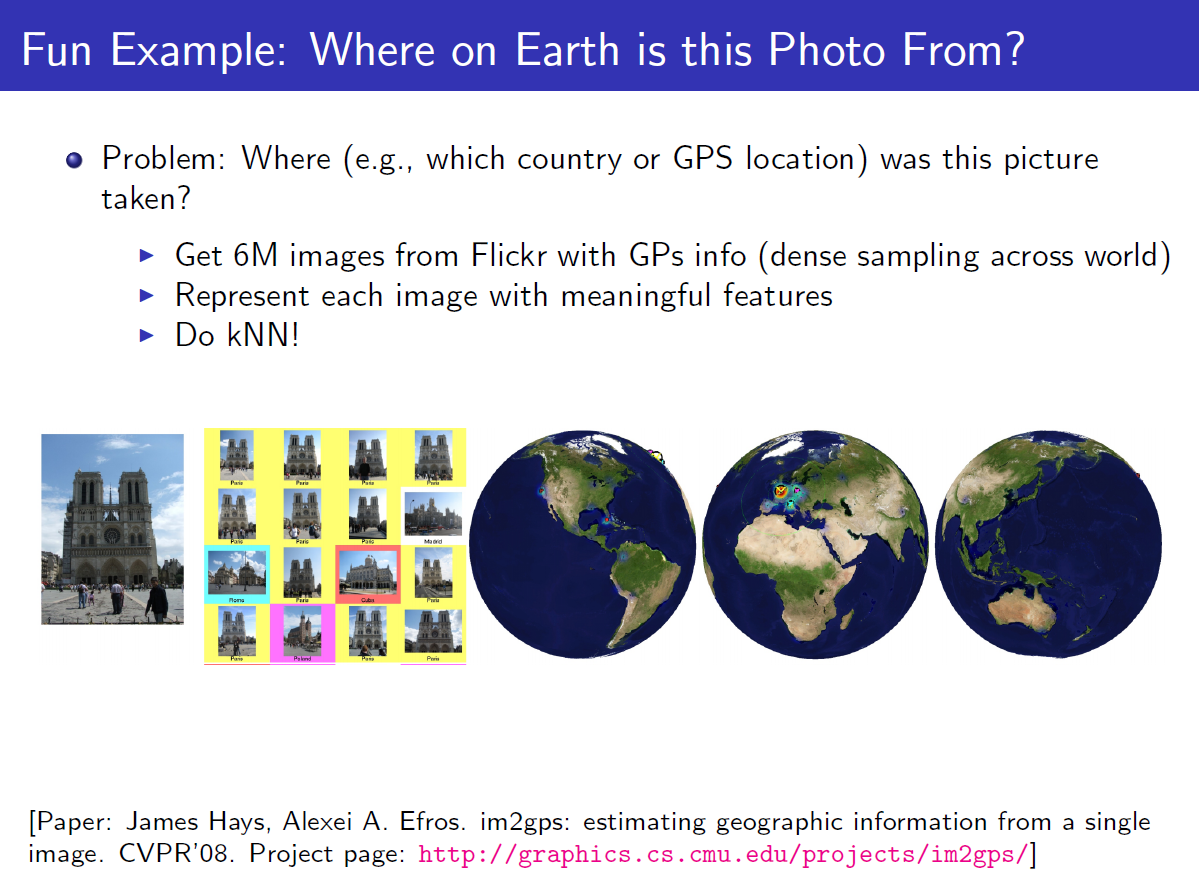 Fun Example: Where on Earth is this Photo From?
Problem: Where (e.g., which country or GPS location) was this picture
taken?
Get 6M images from Flickr with GPs info (dense sampling across world)
Represent each image with meaningful features
Do kNN!
Paris Paris Paris Paris
Paris Paris Paris Madrid
Rome Paris Cuba Paris
Paris Poland Paris Paris
[Paper: James Hays, Alexei A. Efros. im2gps: estimating geographic information from a single
image. CVPR'08. Project page: http://graphics.cs.cmu.edu/projects/im2gps/]